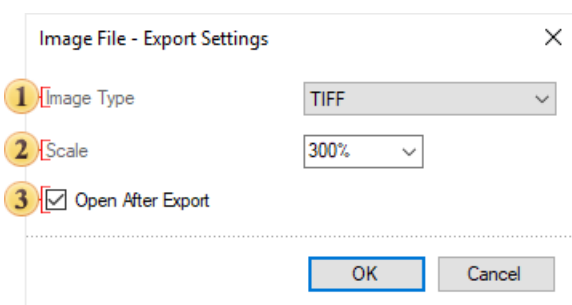 Image File - Export Settings
1 Image Type TIFF
2 Scale 300%
3 Open After Export
OK Cancel